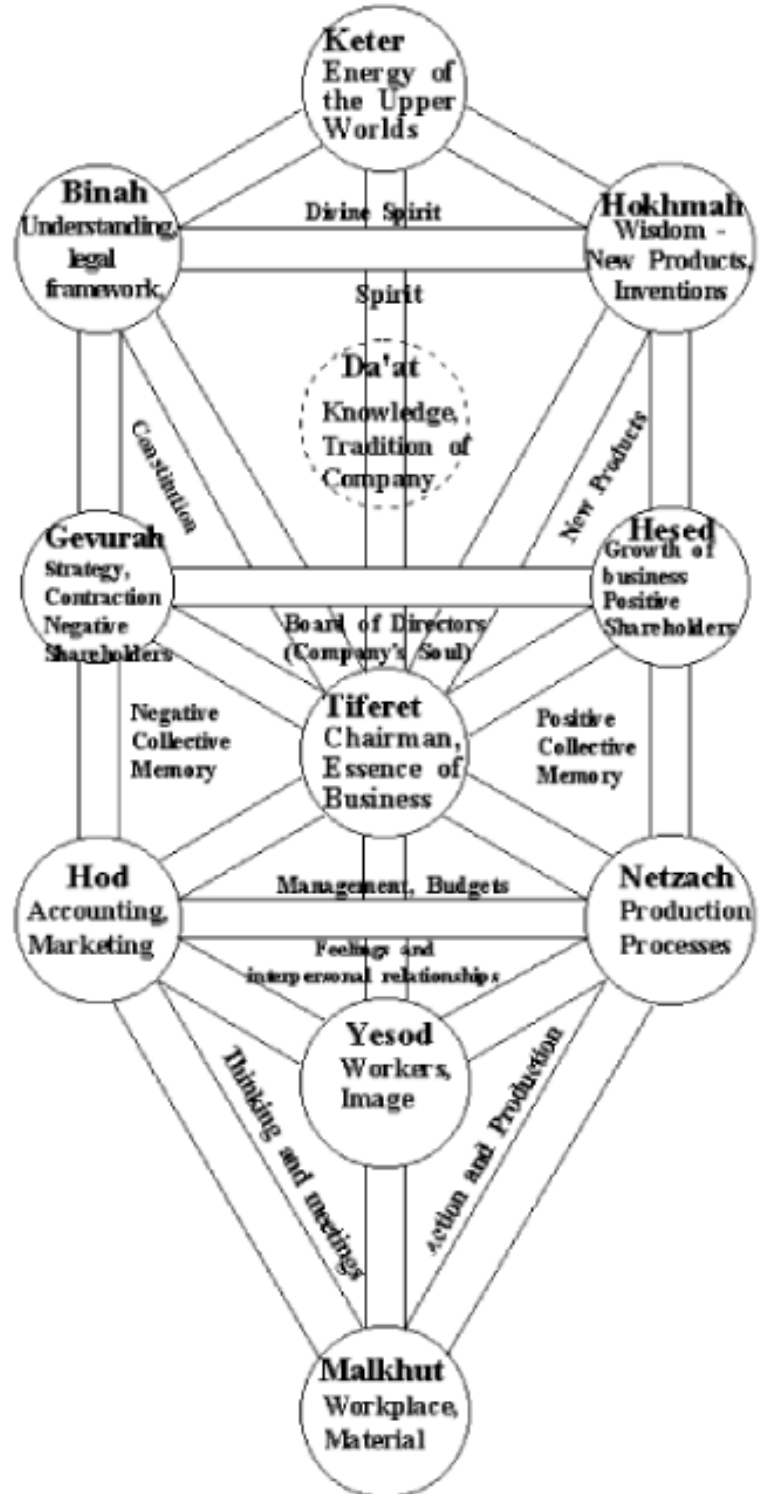 Keter
Energy of
the Upper
Worlds
Binah
Understanding,
legal
framework,
Hokhmah
Wisdom -
New Products,
Inventions
Divine Spirit
Spirit
Da'at
Knowledge,
Tradition of
Company
Constitution
New Products
Gevurah
Strategy,
Contraction
Negative
Shareholders
Hesed
Growth of
business
Positive
Shareholders
Board of Directors
(Company's Soul)
Tiferet
Chairman,
Essence of
Business
Negative
Collective
Memory
Positive
Collective
Memory
Hod
Accounting,
Marketing
Netzach
Production
Processes
Management, Budgets
Feelings and
interpersonal relationships
Yesod
Workers,
Image
Thinking and meetings
Action and Production
Malkhut
Workplace,
Material